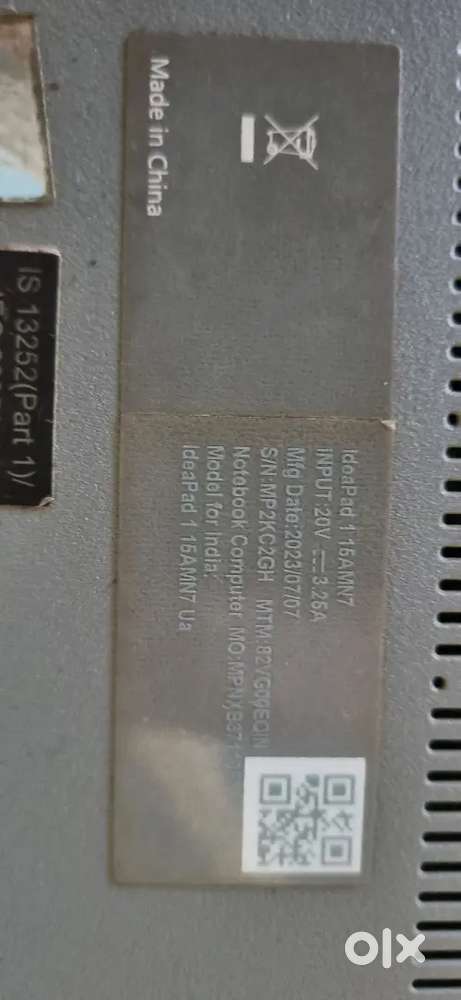 IdeaPad 1 15AMN7
INPUT:20V ⎓ 3.25A
Mfg Date:2023/07/07
S/N:MP2KC2GH MTM:82VG00EQIN
Notebook Computer
Model for India:
IdeaPad 1 15AMN7 Ua
Made in China
IS 13252(Part 1)/
olx